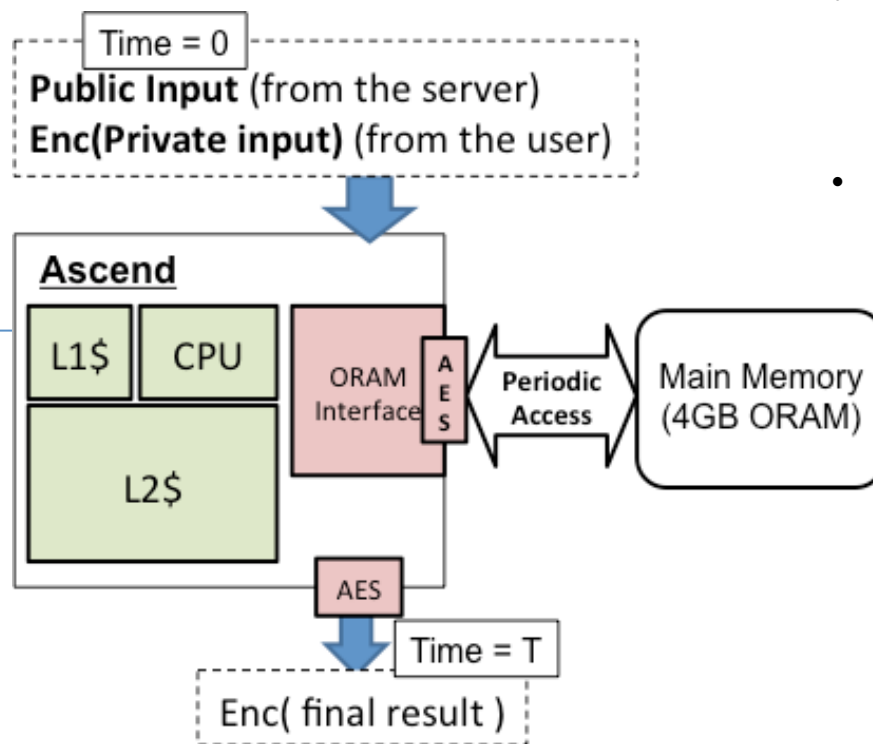 Time = 0
Public Input (from the server)
Enc(Private input) (from the user)
•
Ascend
L1$
CPU
L2$
ORAM
Interface
AES
Periodic
Access
Main Memory
(4GB ORAM)
AES
Time = T
Enc( final result )